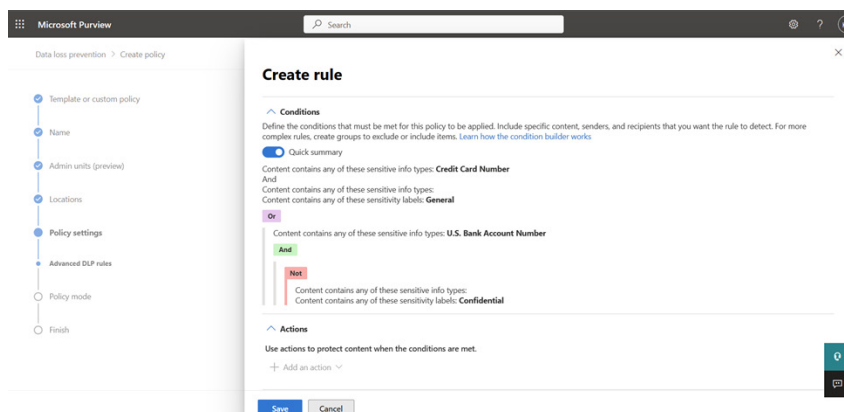 Microsoft Purview
Search
Data loss prevention > Create policy
Template or custom policy
Name
Admin units (preview)
Locations
Policy settings
Advanced DLP rules
Policy mode
Finish
Create rule
Conditions
Define the conditions that must be met for this policy to be applied. Include specific content, senders, and recipients that you want the rule to detect. For more
complex rules, create groups to exclude or include items. Learn how the condition builder works
Quick summary
Content contains any of these sensitive info types: Credit Card Number
And
Content contains any of these sensitive info types:
Content contains any of these sensitivity labels: General
Or
Content contains any of these sensitive info types: U.S. Bank Account Number
And
Not
Content contains any of these sensitive info types:
Content contains any of these sensitivity labels: Confidential
Actions
Use actions to protect content when the conditions are met.
+ Add an action
Save Cancel